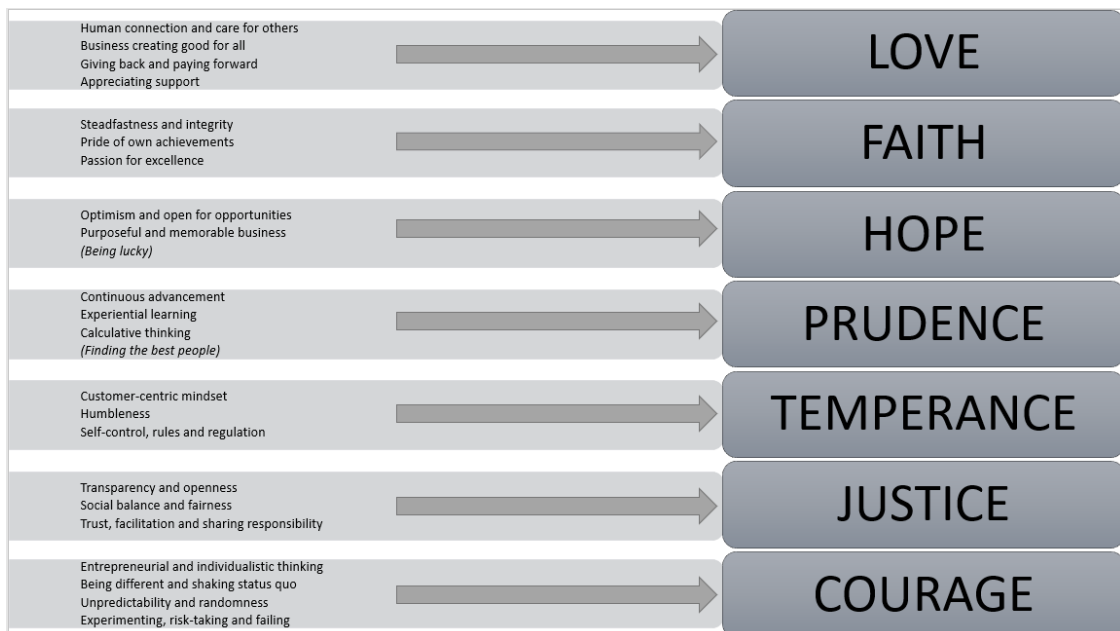 Human connection and care for others
Business creating good for all
Giving back and paying forward
Appreciating support
LOVE
Steadfastness and integrity
Pride of own achievements
Passion for excellence
FAITH
Optimism and open for opportunities
Purposeful and memorable business
(Being lucky)
HOPE
Continuous advancement
Experiential learning
Calculative thinking
(Finding the best people)
PRUDENCE
Customer-centric mindset
Humbleness
Self-control, rules and regulation
TEMPERANCE
Transparency and openness
Social balance and fairness
Trust, facilitation and sharing responsibility
JUSTICE
Entrepreneurial and individualistic thinking
Being different and shaking status quo
Unpredictability and randomness
Experimenting, risk-taking and failing
COURAGE